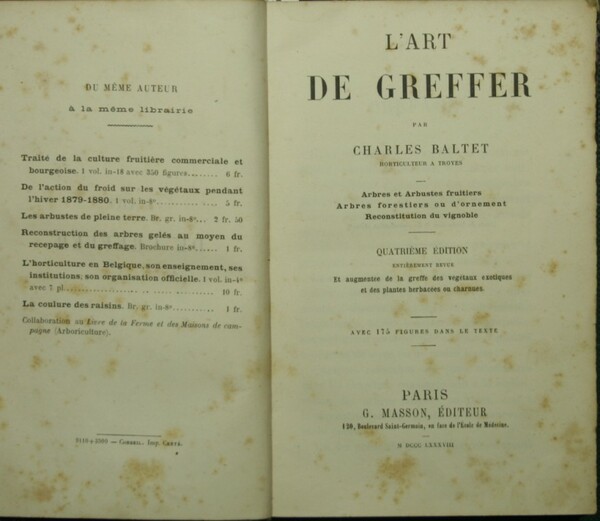 DU MÊME AUTEUR
à la même librairie
Traité de la culture fruitière commerciale et
bourgeoise. 1 vol. in-18 avec 350 figures........ 6 fr.
De l'action du froid sur les végétaux pendant
l'hiver 1879-1880. 1 vol. in-8°.................. 5 fr.
Les arbustes de pleine terre. Br. gr. in-8°... 2 fr. 50
Reconstruction des arbres gelés au moyen du
recepage et du greffage. Brochure in-8°...... 1 fr.
L'horticulture en Belgique, son enseignement, ses
institutions, son organisation officielle. 1 vol. in-4°
avec 7 pl........................................ 10 fr.
La coulure des raisins. Br. gr. in-8°.......... 1 fr.
Collaboration au Livre de la Ferme et des Maisons de cam-
pagne (Arboriculture).
— CORBEIL. Imp. CRÉTÉ.
L'ART
DE GREFFER
PAR
CHARLES BALTET
HORTICULTEUR A TROYES
Arbres et Arbustes fruitiers
Arbres forestiers ou d'ornement
Reconstitution du vignoble
QUATRIÈME ÉDITION
ENTIÈREMENT REVUE
Et augmentée de la greffe des végétaux exotiques
et des plantes herbacées ou charnues.
AVEC 175 FIGURES DANS LE TEXTE
PARIS
G. MASSON, ÉDITEUR
120, Boulevard Saint-Germain, en face de l'École de Médecine.
M DCCC LXXXVIII